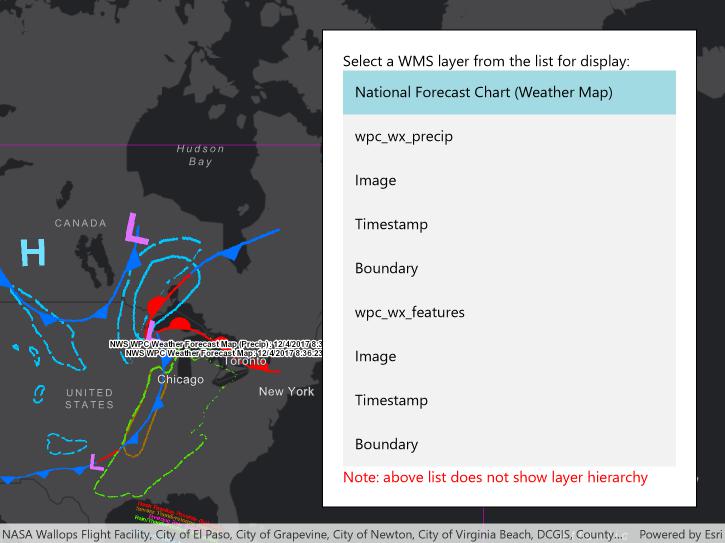 Select a WMS layer from the list for display:
National Forecast Chart (Weather Map)
wpc_wx_precip
Image
Timestamp
Boundary
wpc_wx_features
Image
Timestamp
Boundary
Note: above list does not show layer hierarchy
Hudson
Bay
CANADA
L
H
NWS WPC Weather Forecast Map (Precip): 12/4/2017 8:3
NWS WPC Weather Forecast Map: 12/4/2017 8:36:23
Toronto
Chicago
New York
UNITED
STATES
L
NASA Wallops Flight Facility, City of El Paso, City of Grapevine, City of Newton, City of Virginia Beach, DCGIS, County... Powered by Esri